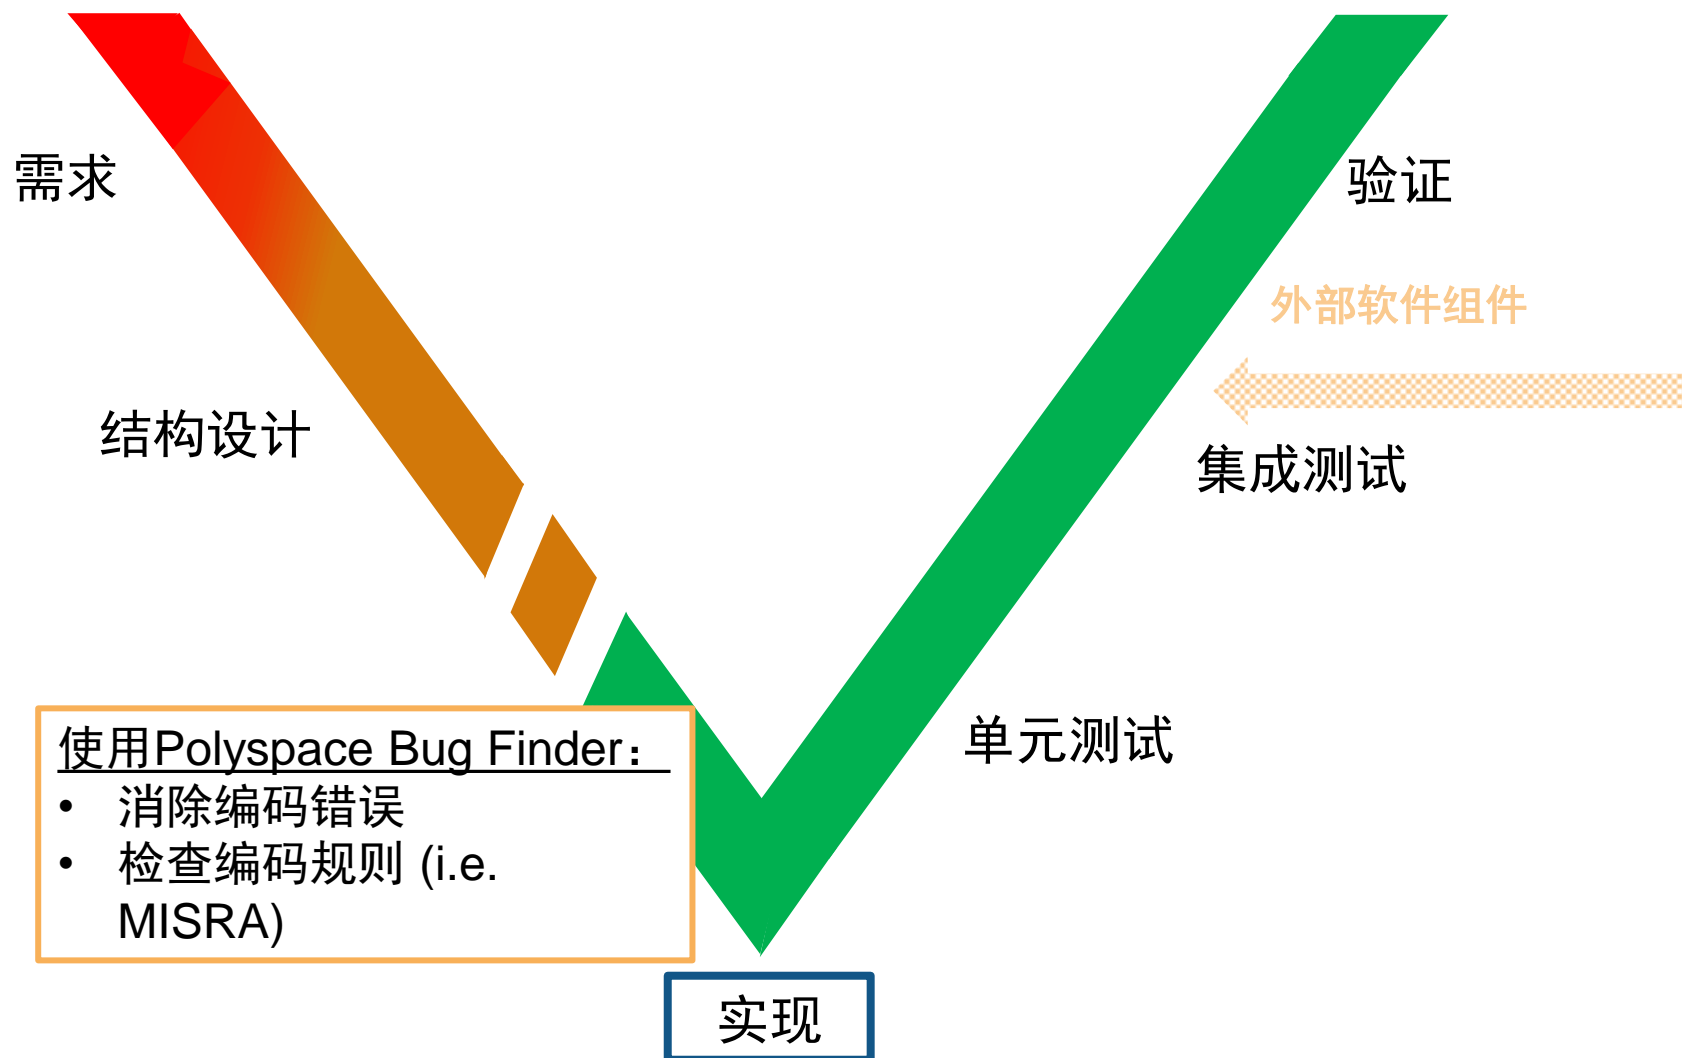 需求
验证
外部软件组件
结构设计
集成测试
单元测试
使用Polyspace Bug Finder：
• 消除编码错误
• 检查编码规则 (i.e.
MISRA)
实现